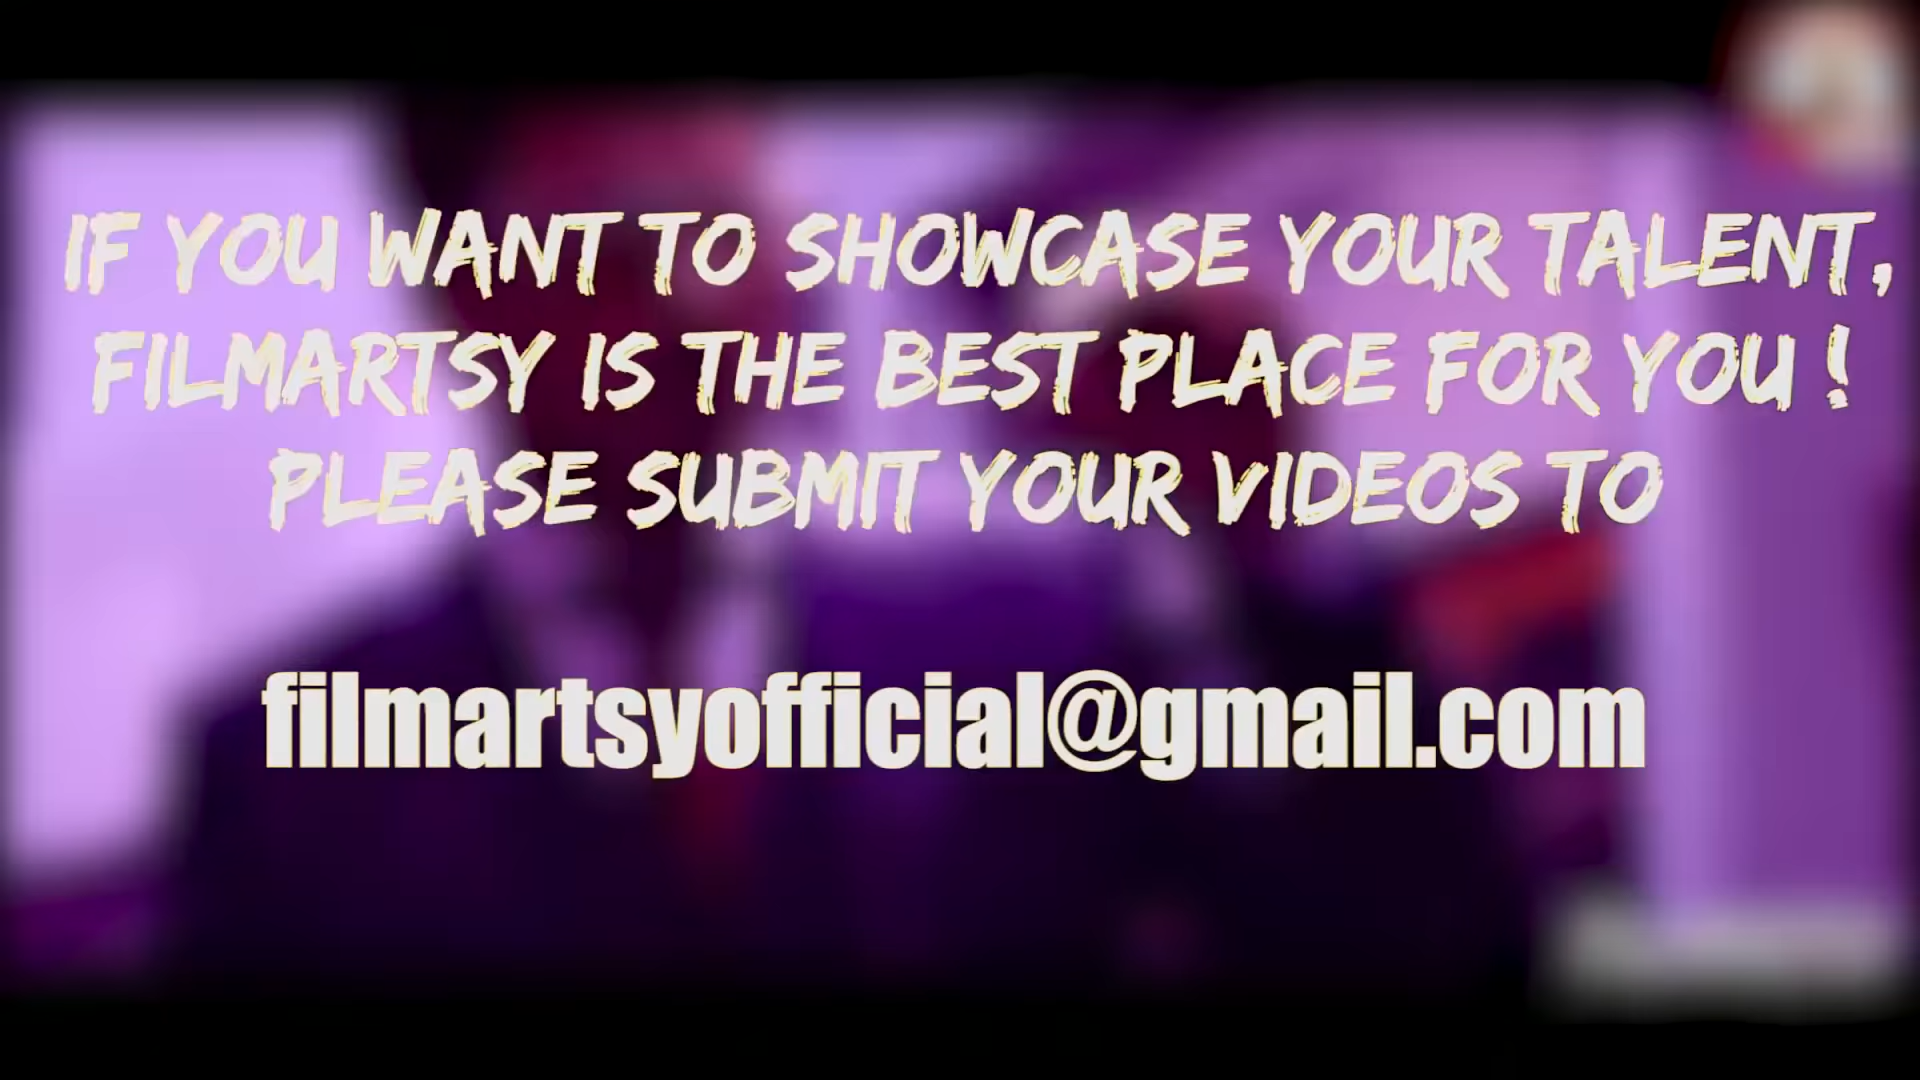 IF YOU WANT TO SHOWCASE YOUR TALENT,
FILMARTSY IS THE BEST PLACE FOR YOU !
PLEASE SUBMIT YOUR VIDEOS TO
filmartsyofficial@gmail.com